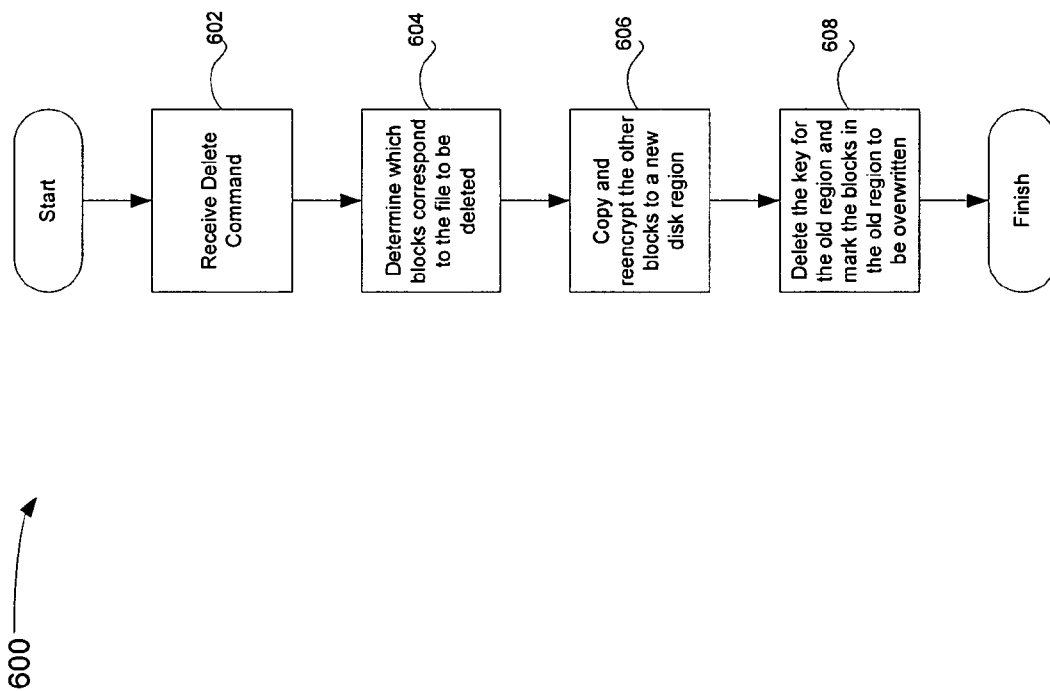 600
Start
Receive Delete
Command
602
Determine which
blocks correspond
to the file to be
deleted
604
Copy and
reencrypt the other
blocks to a new
disk region
606
Delete the key for
the old region and
mark the blocks in
the old region to
be overwritten
608
Finish